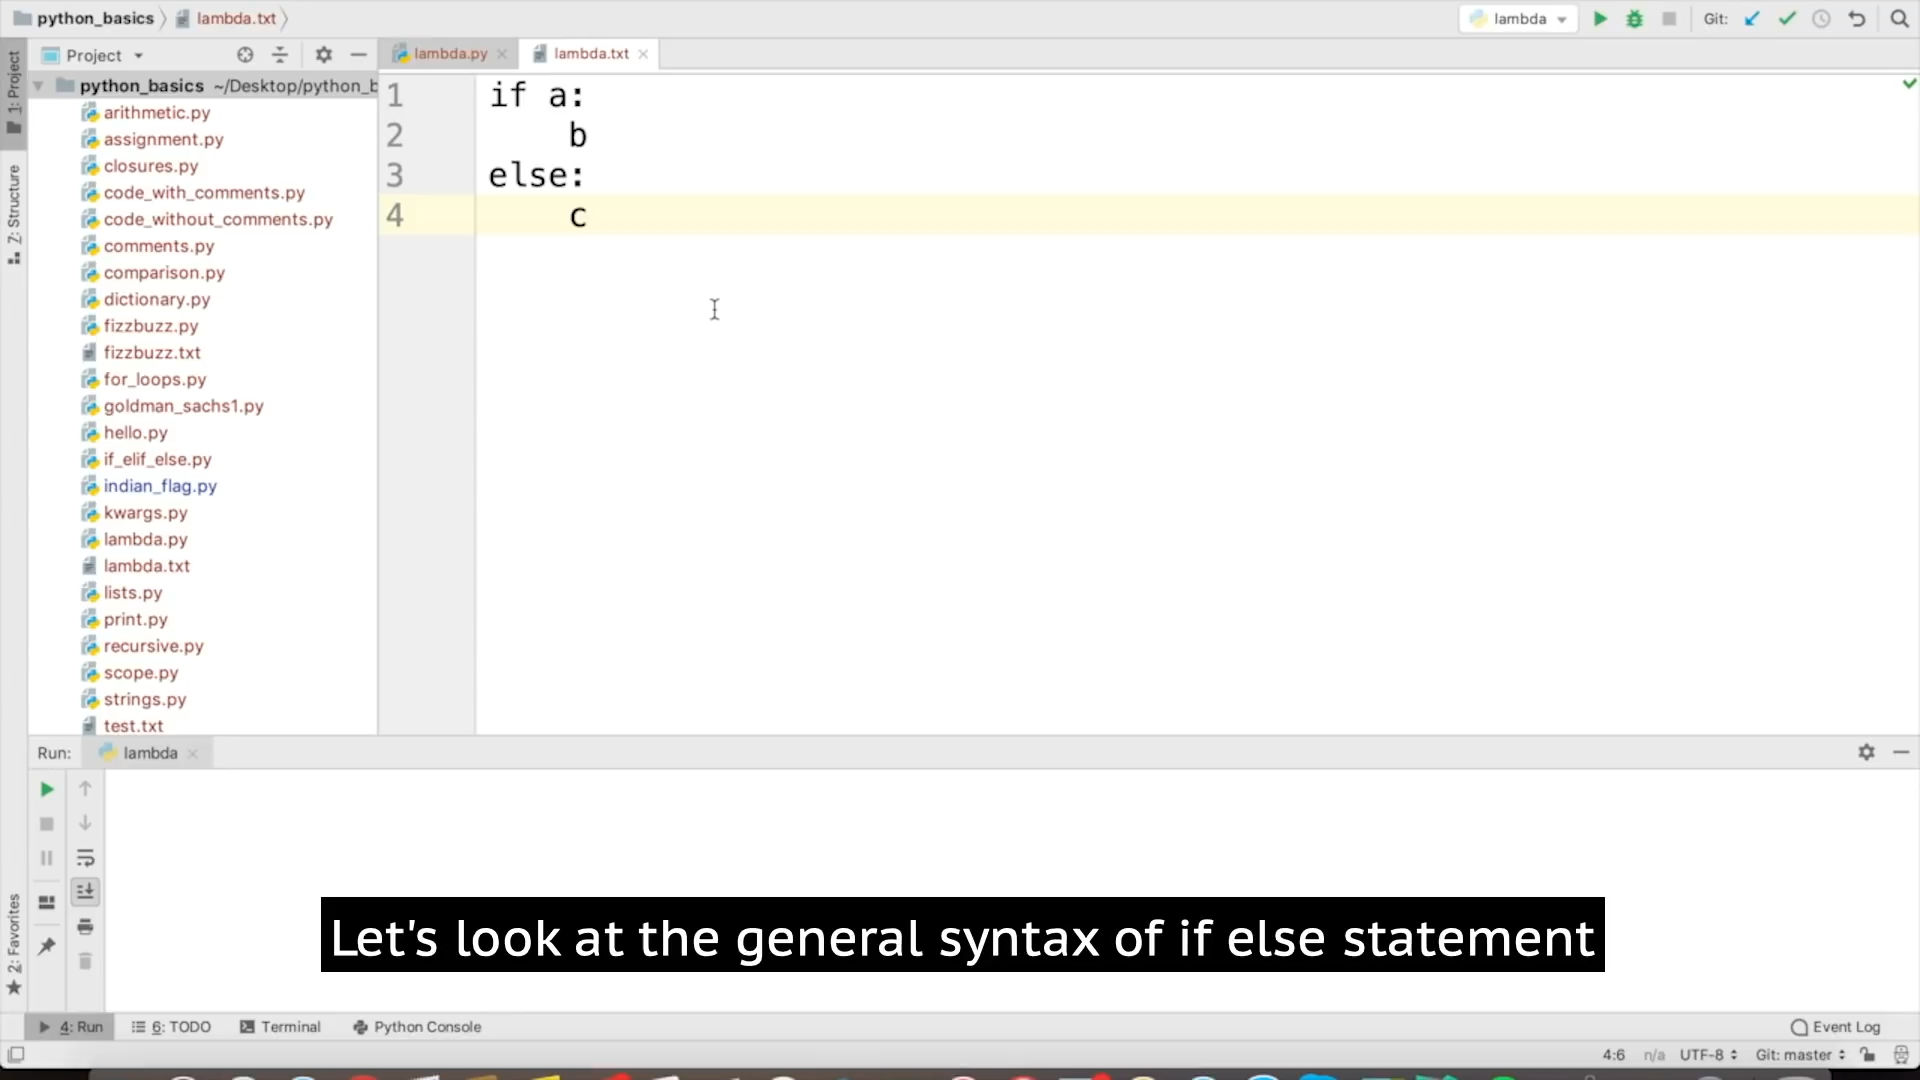 python_basics
lambda.txt
lambda
Git:
Project
lambda.py
lambda.txt
1: Project
Z: Structure
2: Favorites
python_basics ~/Desktop/python_b
arithmetic.py
assignment.py
closures.py
code_with_comments.py
code_without_comments.py
comments.py
comparison.py
dictionary.py
fizzbuzz.py
fizzbuzz.txt
for_loops.py
goldman_sachs1.py
hello.py
if_elif_else.py
indian_flag.py
kwargs.py
lambda.py
lambda.txt
lists.py
print.py
recursive.py
scope.py
strings.py
test.txt
1 if a:
2 b
3 else:
4 c
Run: lambda
Let's look at the general syntax of if else statement
4: Run
6: TODO
Terminal
Python Console
Event Log
4:6 n/a UTF-8 Git: master